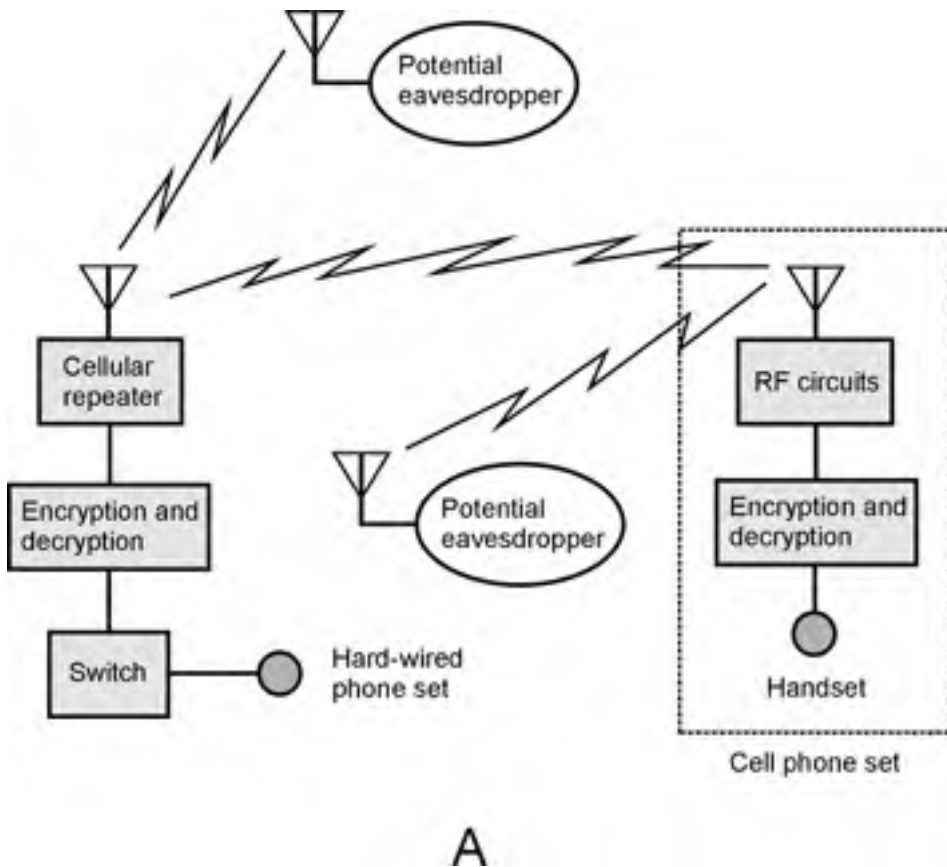 Potential
eavesdropper
Cellular
repeater
RF circuits
Encryption and
decryption
Potential
eavesdropper
Encryption and
decryption
Switch
Hard-wired
phone set
Handset
Cell phone set
A